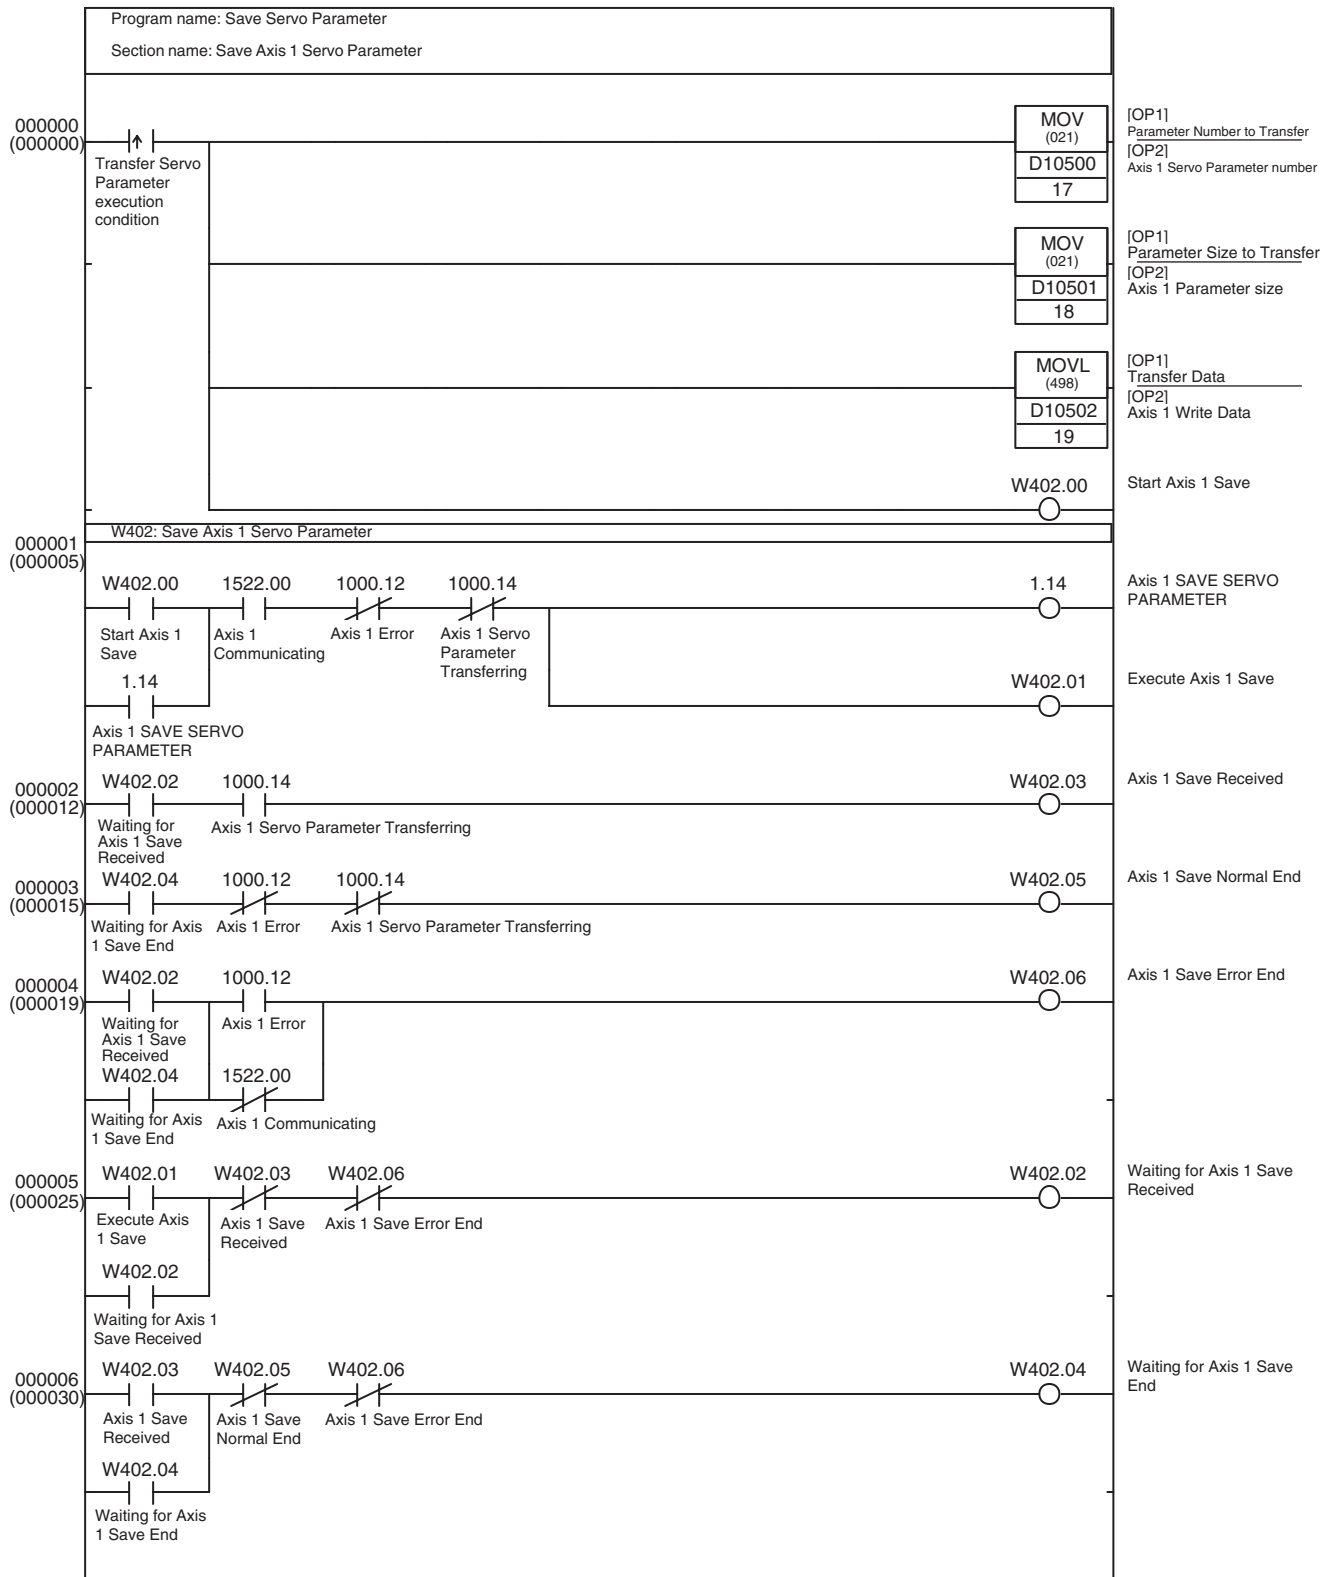 Program name: Save Servo Parameter
Section name: Save Axis 1 Servo Parameter
000000
(000000)
Transfer Servo
Parameter
execution
condition
MOV
(021)
D10500
17
[OP1]
Parameter Number to Transfer
[OP2]
Axis 1 Servo Parameter number
MOV
(021)
D10501
18
[OP1]
Parameter Size to Transfer
[OP2]
Axis 1 Parameter size
MOVL
(498)
D10502
19
[OP1]
Transfer Data
[OP2]
Axis 1 Write Data
W402.00
Start Axis 1 Save
W402: Save Axis 1 Servo Parameter
000001
(000005)
W402.00 1522.00 1000.12 1000.14 1.14
Axis 1 SAVE SERVO
PARAMETER
Start Axis 1
Save
Axis 1
Communicating
Axis 1 Error
Axis 1 Servo
Parameter
Transferring
1.14
W402.01
Execute Axis 1 Save
Axis 1 SAVE SERVO
PARAMETER
000002
(000012)
W402.02 1000.14 W402.03
Axis 1 Save Received
Waiting for
Axis 1 Save
Received
Axis 1 Servo Parameter Transferring
000003
(000015)
W402.04 1000.12 1000.14 W402.05
Axis 1 Save Normal End
Waiting for Axis
1 Save End
Axis 1 Error
Axis 1 Servo Parameter Transferring
000004
(000019)
W402.02 1000.12 W402.06
Axis 1 Save Error End
Waiting for
Axis 1 Save
Received
Axis 1 Error
W402.04 1522.00
Waiting for Axis
1 Save End
Axis 1 Communicating
000005
(000025)
W402.01 W402.03 W402.06 W402.02
Waiting for Axis 1 Save
Received
Execute Axis
1 Save
Axis 1 Save
Received
Axis 1 Save Error End
W402.02
Waiting for Axis 1
Save Received
000006
(000030)
W402.03 W402.05 W402.06 W402.04
Waiting for Axis 1 Save
End
Axis 1 Save
Received
Axis 1 Save
Normal End
Axis 1 Save Error End
W402.04
Waiting for Axis
1 Save End